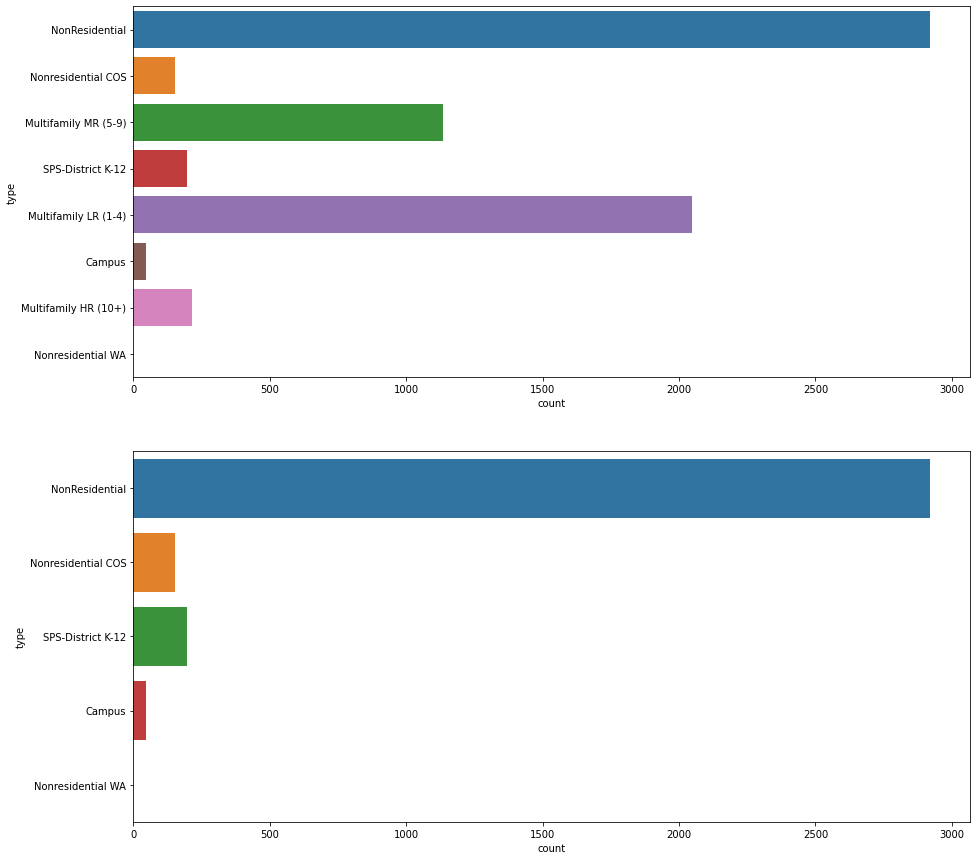 NonResidential
Nonresidential COS
Multifamily MR (5-9)
SPS-District K-12
Multifamily LR (1-4)
Campus
Multifamily HR (10+)
Nonresidential WA
type
0 500 1000 1500 2000 2500 3000
count
NonResidential
Nonresidential COS
SPS-District K-12
Campus
Nonresidential WA
type
0 500 1000 1500 2000 2500 3000
count